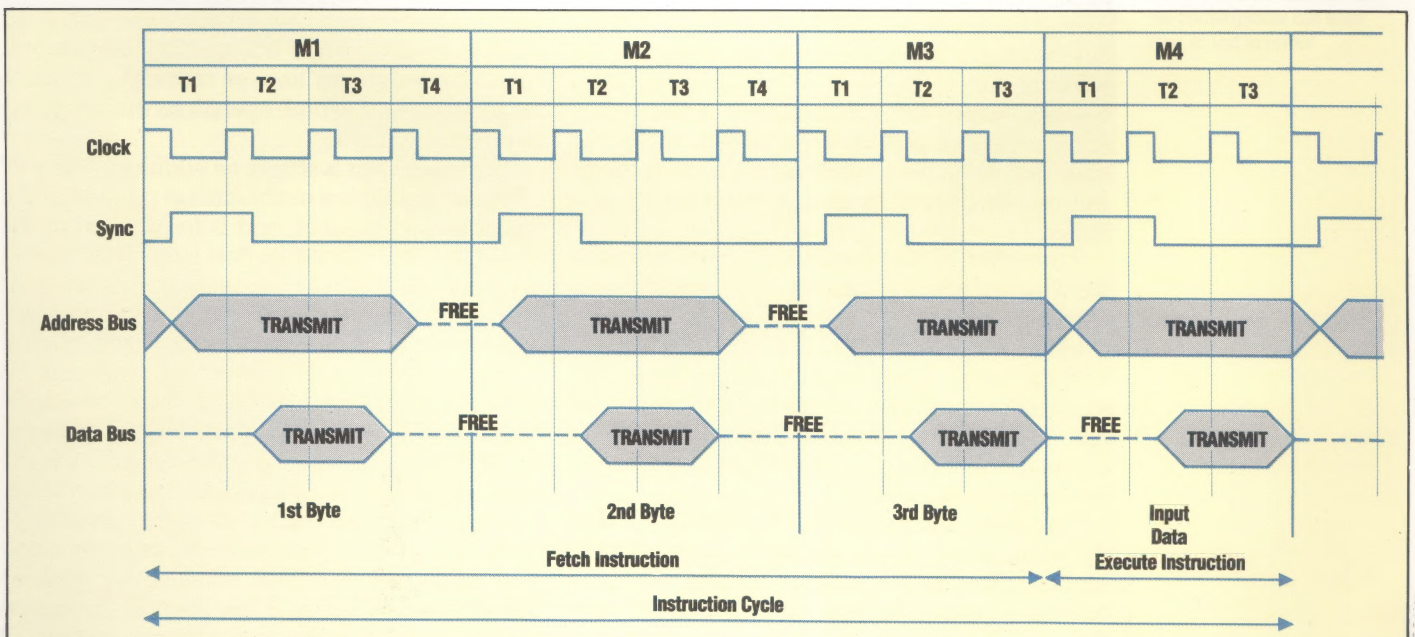 M1 M2 M3 M4
T1 T2 T3 T4 T1 T2 T3 T4 T1 T2 T3 T1 T2 T3
Clock
Sync
Address Bus TRANSMIT FREE TRANSMIT FREE TRANSMIT TRANSMIT
Data Bus TRANSMIT FREE TRANSMIT FREE TRANSMIT FREE TRANSMIT
1st Byte 2nd Byte 3rd Byte Input
Data
Fetch Instruction Execute Instruction
Instruction Cycle